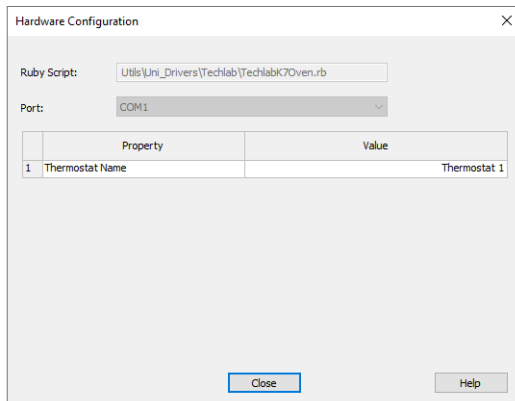 Hardware Configuration
Ruby Script: Utils\Uni_Drivers\Techlab\TechlabK7Oven.rb
Port: COM1
Property Value
1 Thermostat Name Thermostat 1
Close Help